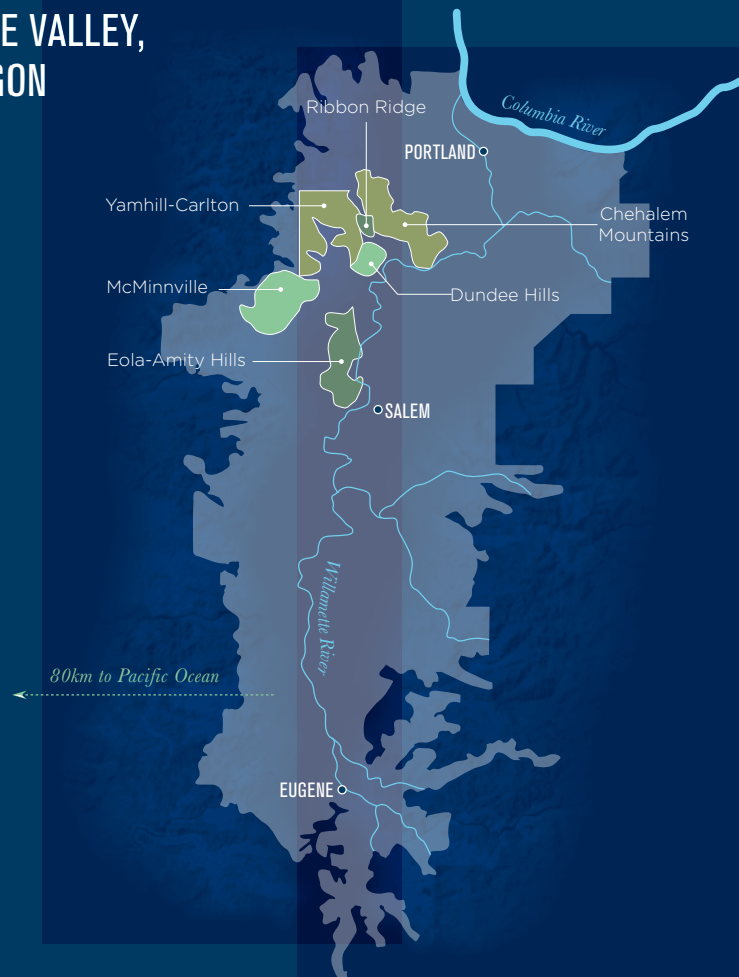 E VALLEY,
GON
Columbia River
Ribbon Ridge
PORTLAND
Yamhill-Carlton
Chehalem
Mountains
McMinnville
Dundee Hills
Eola-Amity Hills
SALEM
Willamette River
80km to Pacific Ocean
EUGENE